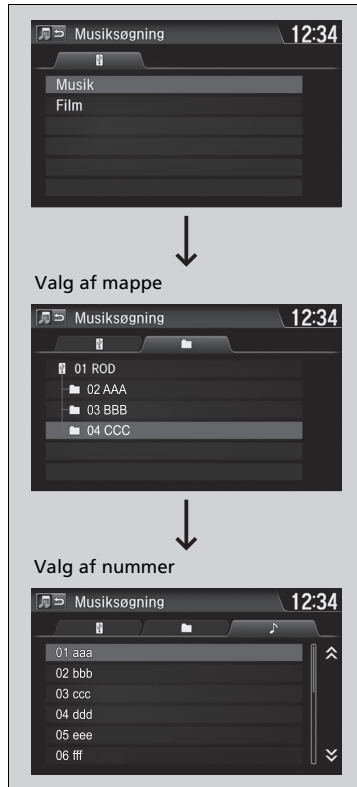 Musiksøgning 12:34
Musik
Film
Valg af mappe
Musiksøgning 12:34
01 ROD
02 AAA
03 BBB
04 CCC
Valg af nummer
Musiksøgning 12:34
01 aaa
02 bbb
03 ccc
04 ddd
05 eee
06 fff